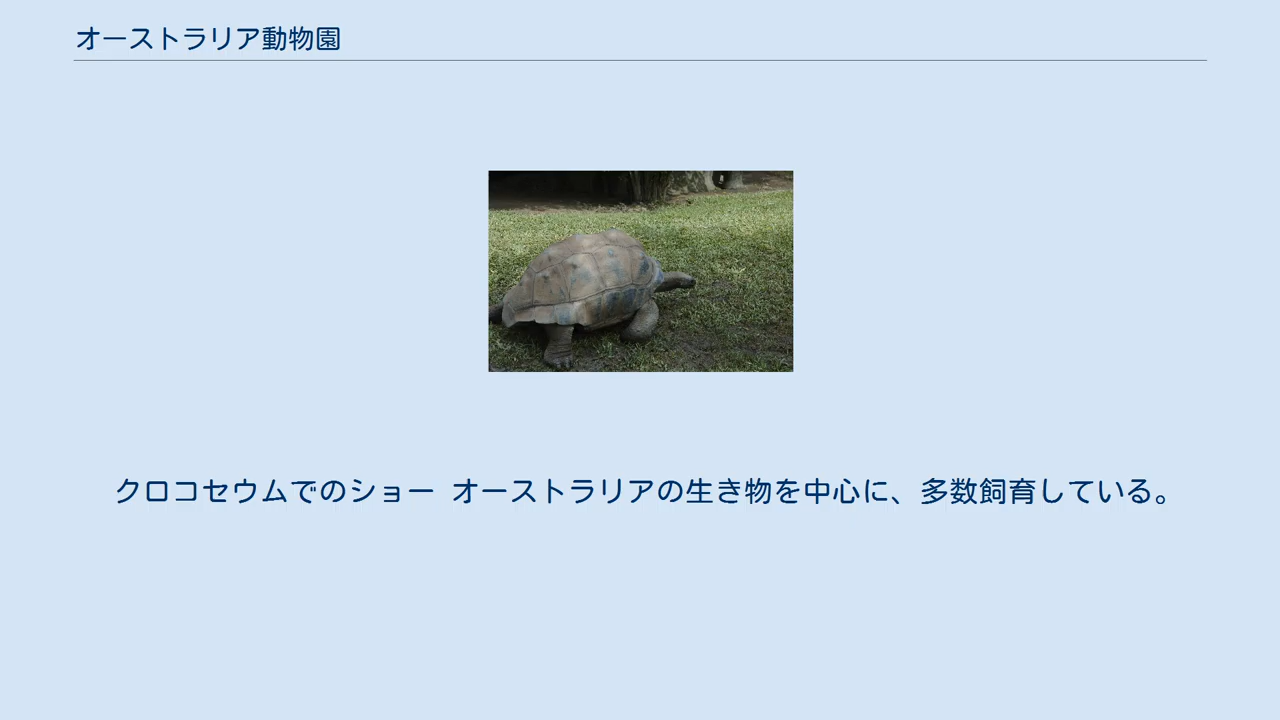 オーストラリア動物園
クロコセウムでのショー オーストラリアの生き物を中心に、多数飼育している。